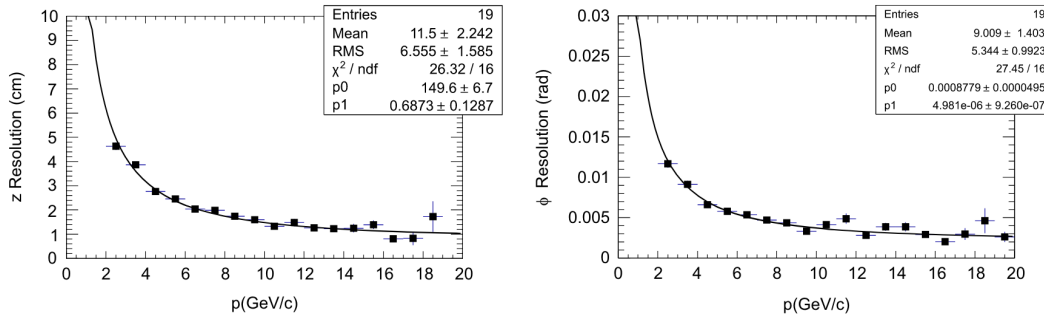 Entries 19
Mean 11.5 ± 2.242
RMS 6.555 ± 1.585
χ² / ndf 26.32 / 16
p0 149.6 ± 6.7
p1 0.6873 ± 0.1287
10
9
8
7
6
5
4
3
2
1
0
z Resolution (cm)
0 2 4 6 8 10 12 14 16 18 20
p(GeV/c)
Entries 19
Mean 9.009 ± 1.403
RMS 5.344 ± 0.9923
χ² / ndf 27.45 / 16
p0 0.0008779 ± 0.0000495
p1 4.981e-06 ± 9.260e-07
0.03
0.025
0.02
0.015
0.01
0.005
0
ϕ Resolution (rad)
0 2 4 6 8 10 12 14 16 18 20
p(GeV/c)